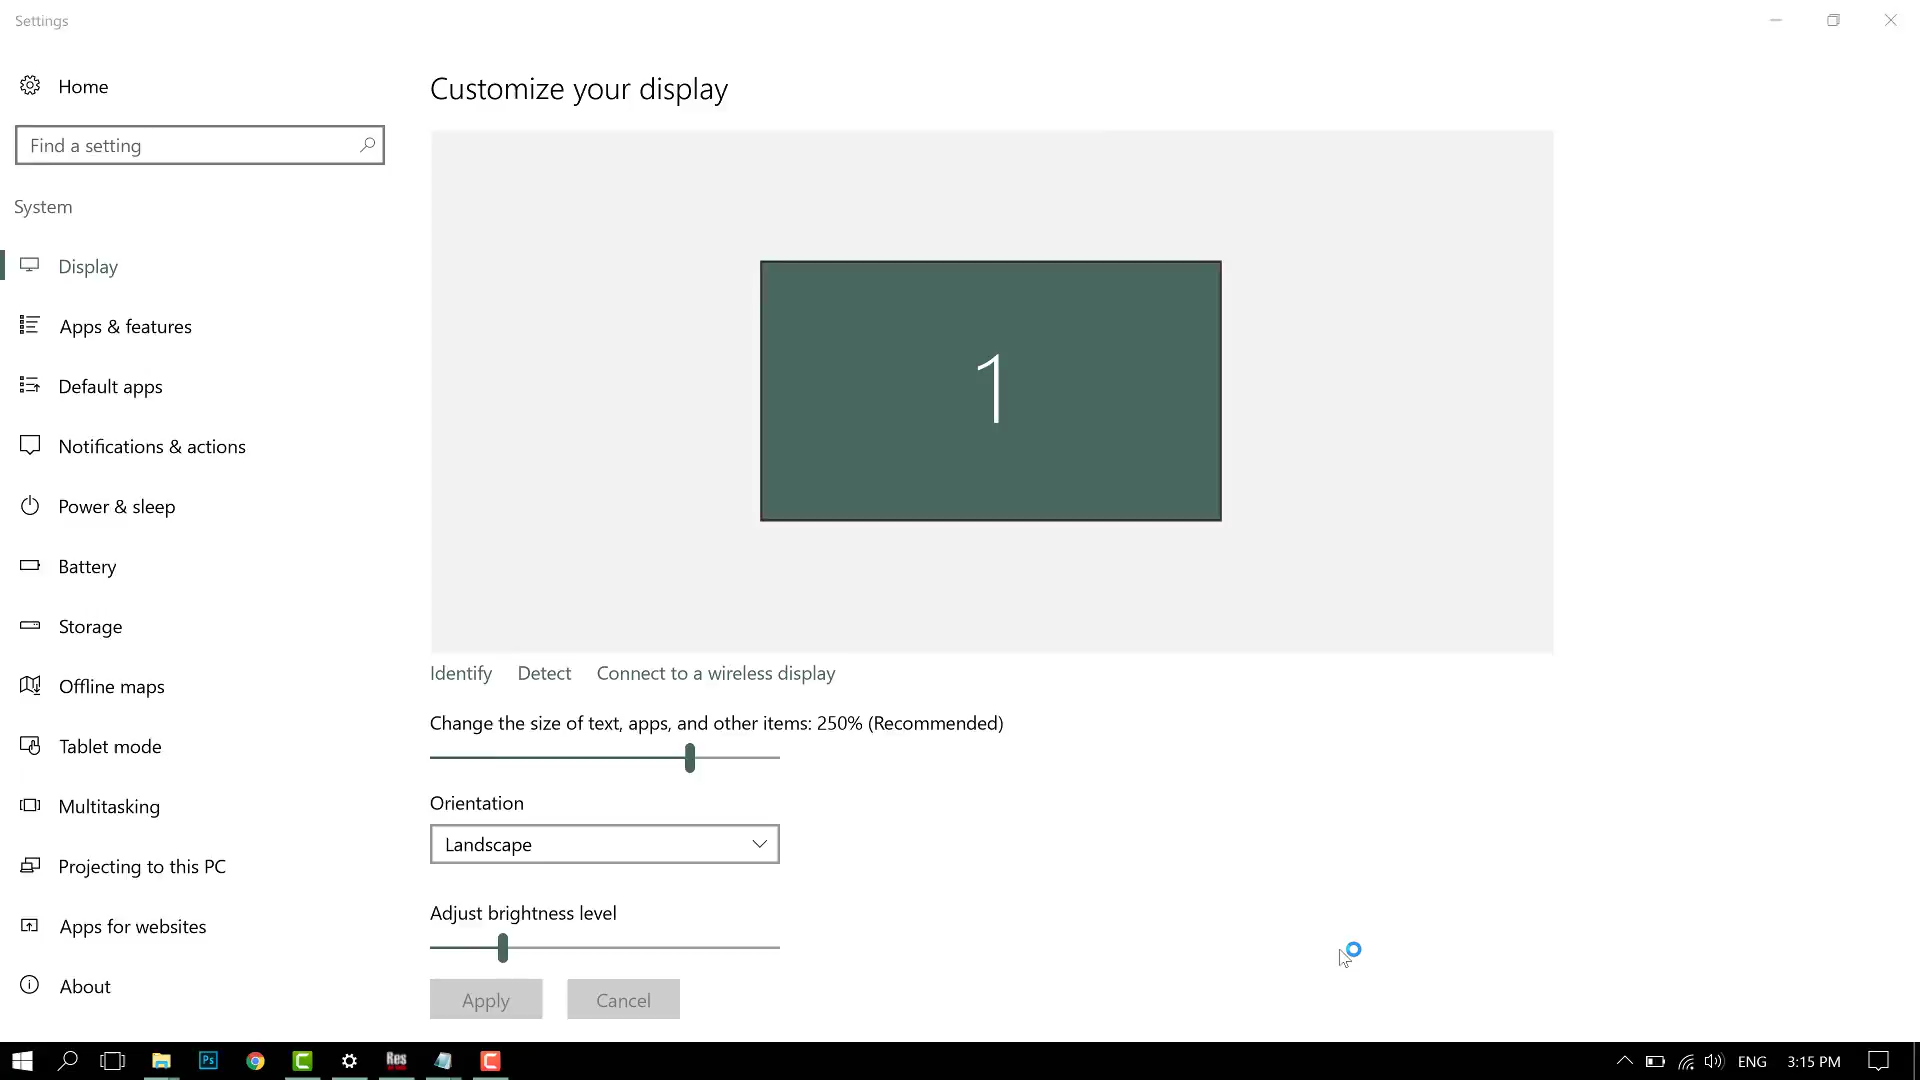 Settings
Home
Customize your display
Find a setting
System
Display
Apps & features
Default apps
Notifications & actions
Power & sleep
Battery
Storage
Offline maps
Tablet mode
Multitasking
Projecting to this PC
Apps for websites
About
1
Identify Detect Connect to a wireless display
Change the size of text, apps, and other items: 250% (Recommended)
Orientation
Landscape
Adjust brightness level
Apply Cancel
Ps
Res
ENG 3:15 PM